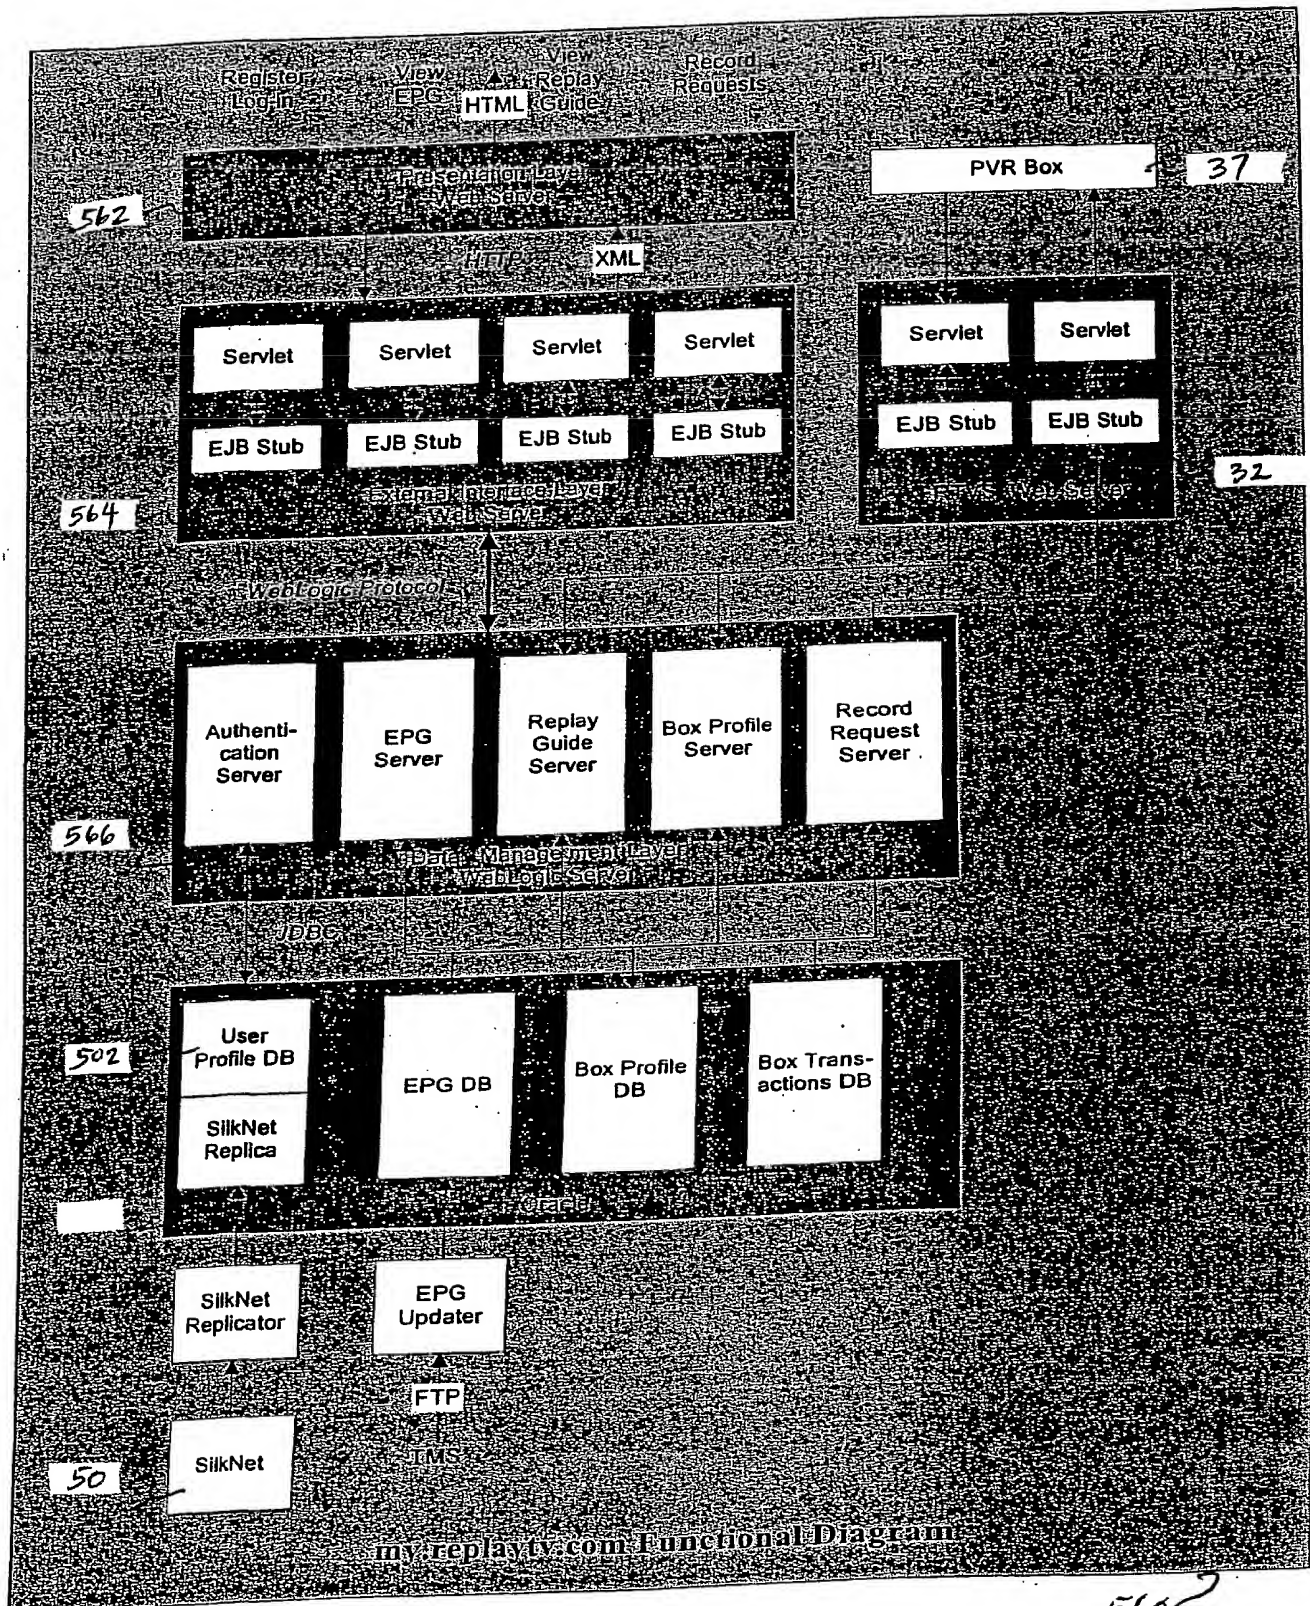 Register
Log-In
View
EPG
HTML
View
Replay
Guide
Record
Requests
Presentation Layer
Web Server
562
PVR Box
37
HTTP
XML
Servlet
Servlet
Servlet
Servlet
Servlet
Servlet
EJB Stub
EJB Stub
EJB Stub
EJB Stub
EJB Stub
EJB Stub
External Interface Layer
Web Server
Web Server
32
564
WebLogic Protocol
Authenti-
cation
Server
EPG
Server
Replay
Guide
Server
Box Profile
Server
Record
Request
Server
566
Data Management Layer
WebLogic Server
JDBC
User
Profile DB
502
SilkNet
Replica
EPG DB
Box Profile
DB
Box Trans-
actions DB
SilkNet
Replicator
EPG
Updater
FTP
TMS
SilkNet
50
my.replaytv.com Functional Diagram